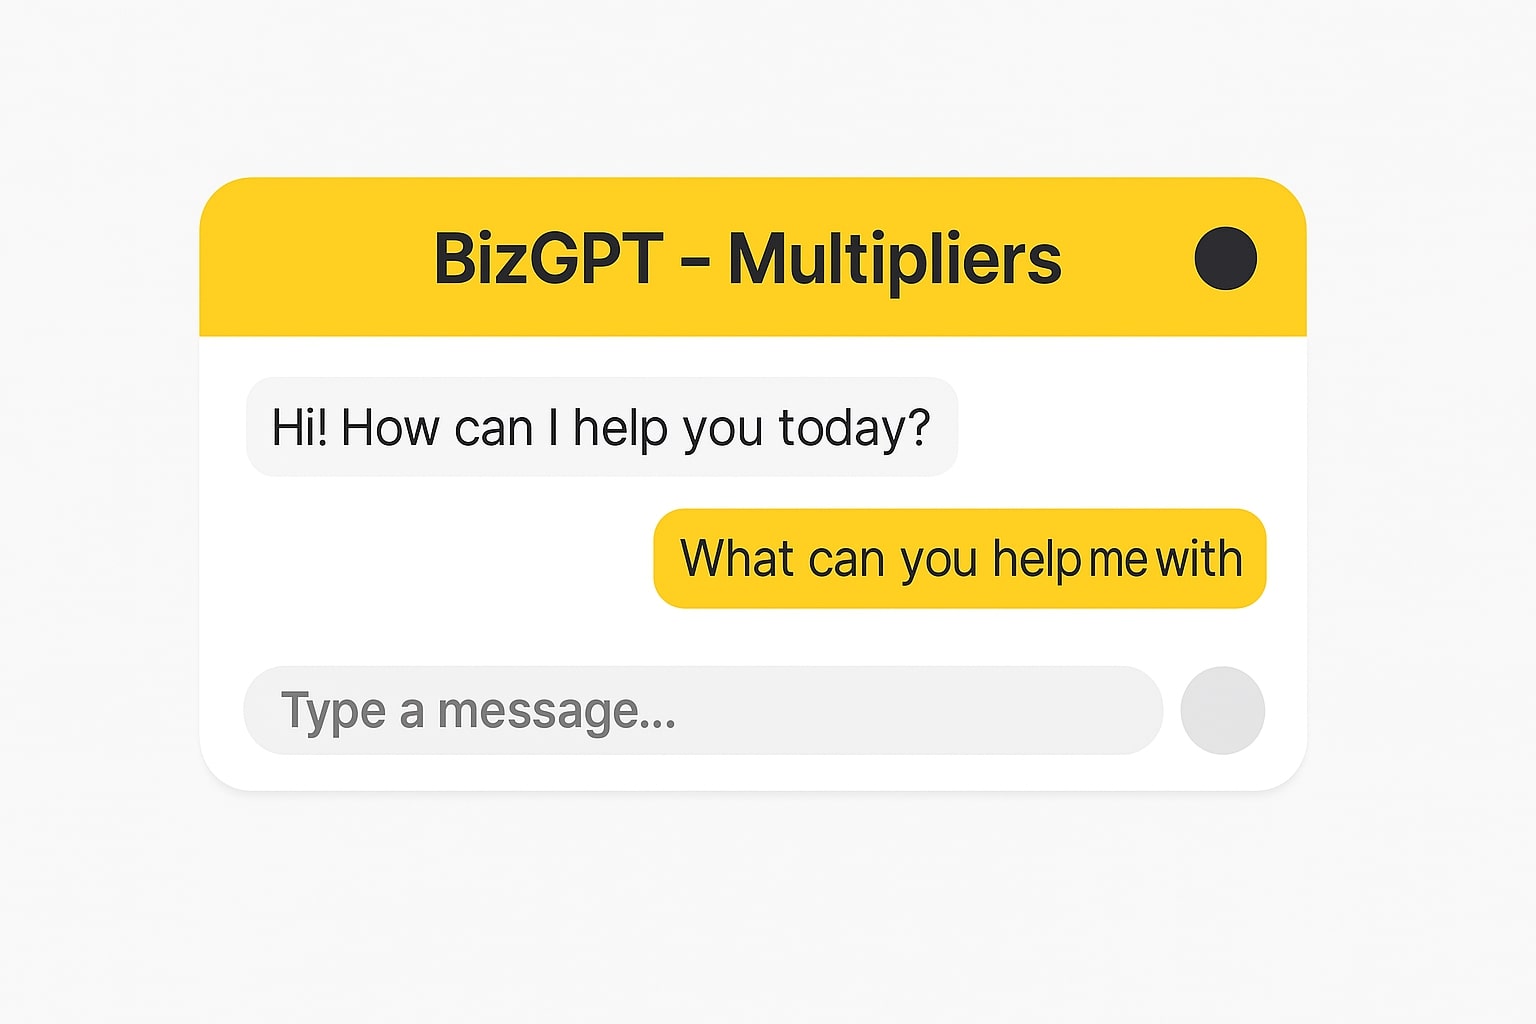 BizGPT – Multipliers
Hi! How can I help you today?
What can you help me with
Type a message...